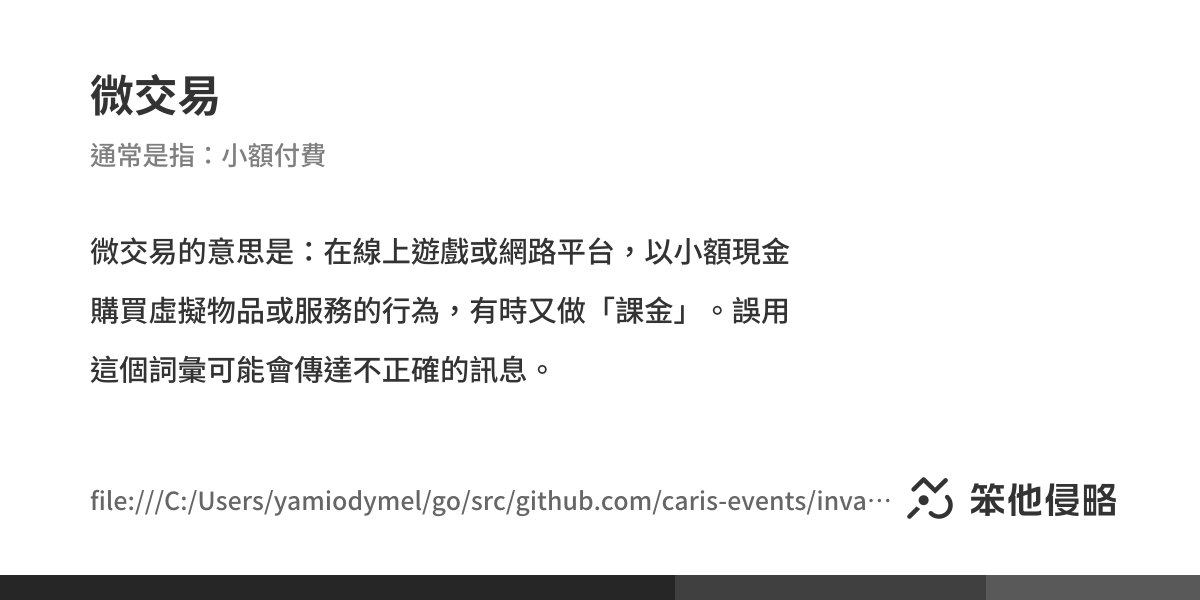 微交易
通常是指：小額付費
微交易的意思是：在線上遊戲或網路平台，以小額現金
購買虛擬物品或服務的行為，有時又做「課金」。誤用
這個詞彙可能會傳達不正確的訊息。
file:///C:/Users/yamiodymel/go/src/github.com/caris-events/inva…
笨他侵略